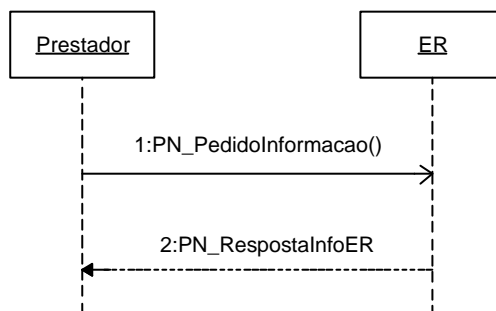 Prestador
ER
1:PN_PedidoInformacao()
2:PN_RespostaInfoER